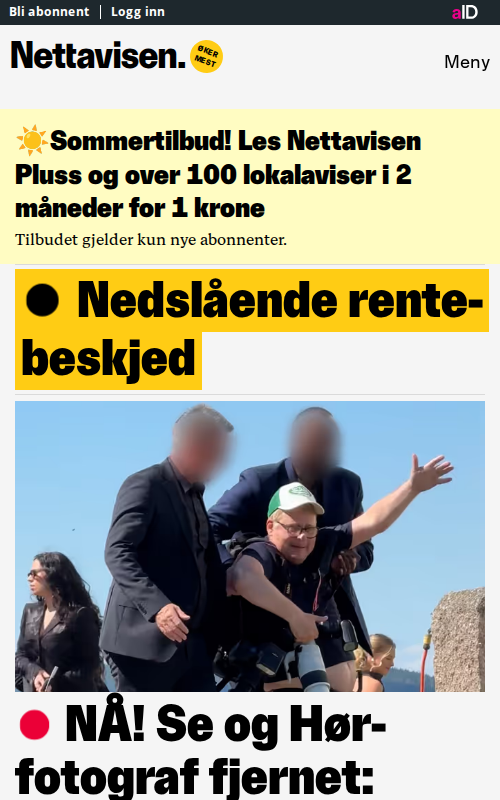 Bli abonnent | Logg inn
aID
Nettavisen.
ØKER
MEST
Meny
☀️Sommertilbud! Les Nettavisen
Pluss og over 100 lokalaviser i 2
måneder for 1 krone
Tilbudet gjelder kun nye abonnenter.
Nedslående rente-
beskjed
NÅ! Se og Hør-
fotograf fjernet: